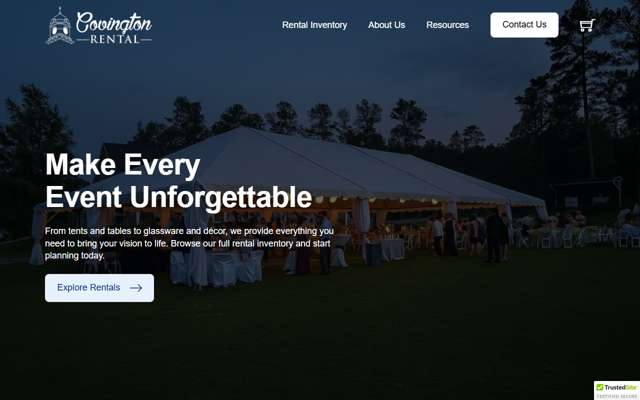 Covington
RENTAL
Rental Inventory
About Us
Resources
Contact Us
Make Every
Event Unforgettable
From tents and tables to glassware and décor, we provide everything you
need to bring your vision to life. Browse our full rental inventory and start
planning today.
Explore Rentals
TrustedSite
CERTIFIED SECURE